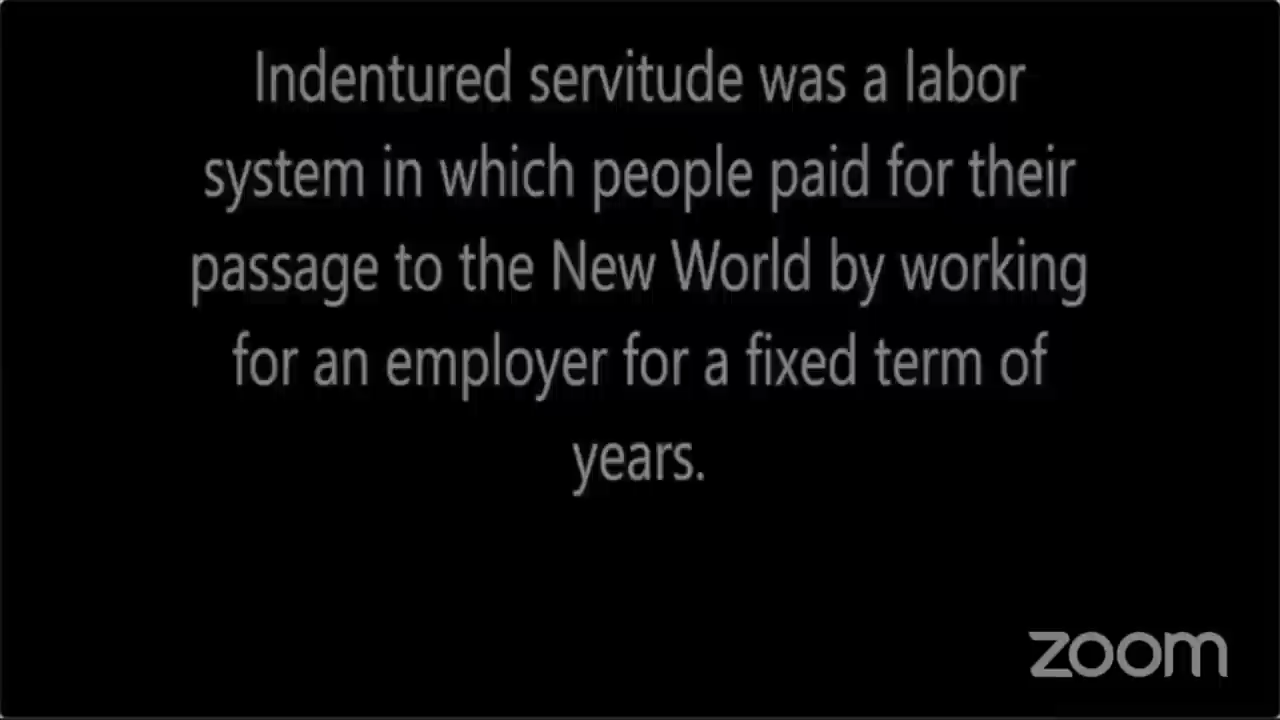 Indentured servitude was a labor
system in which people paid for their
passage to the New World by working
for an employer for a fixed term of
years.
zoom